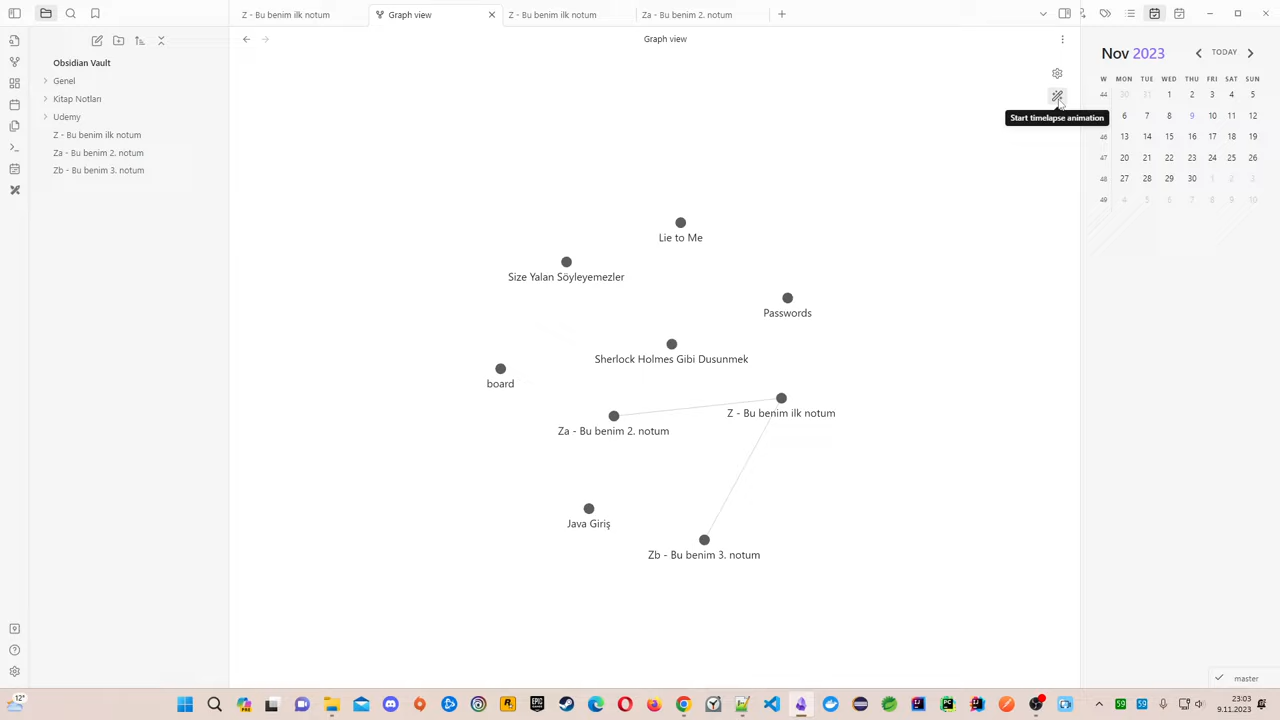 Z - Bu benim ilk notum
Graph view
Z - Bu benim ilk notum
Za - Bu benim 2. notum
Graph view
Obsidian Vault
Genel
Kitap Notları
Udemy
Z - Bu benim ilk notum
Za - Bu benim 2. notum
Zb - Bu benim 3. notum
Start timelapse animation
Lie to Me
Size Yalan Söyleyemezler
Passwords
Sherlock Holmes Gibi Dusunmek
board
Z - Bu benim ilk notum
Za - Bu benim 2. notum
Java Giriş
Zb - Bu benim 3. notum
Nov 2023
TODAY
W MON TUE WED THU FRI SAT SUN
44 30 31 1 2 3 4 5
6 7 8 9 10 11 12
46 13 14 15 16 17 18 19
47 20 21 22 23 24 25 26
48 27 28 29 30 1 2 3
49 4 5 6 7 8 9 10
master
12°
59
59
23:03
9.11.2023